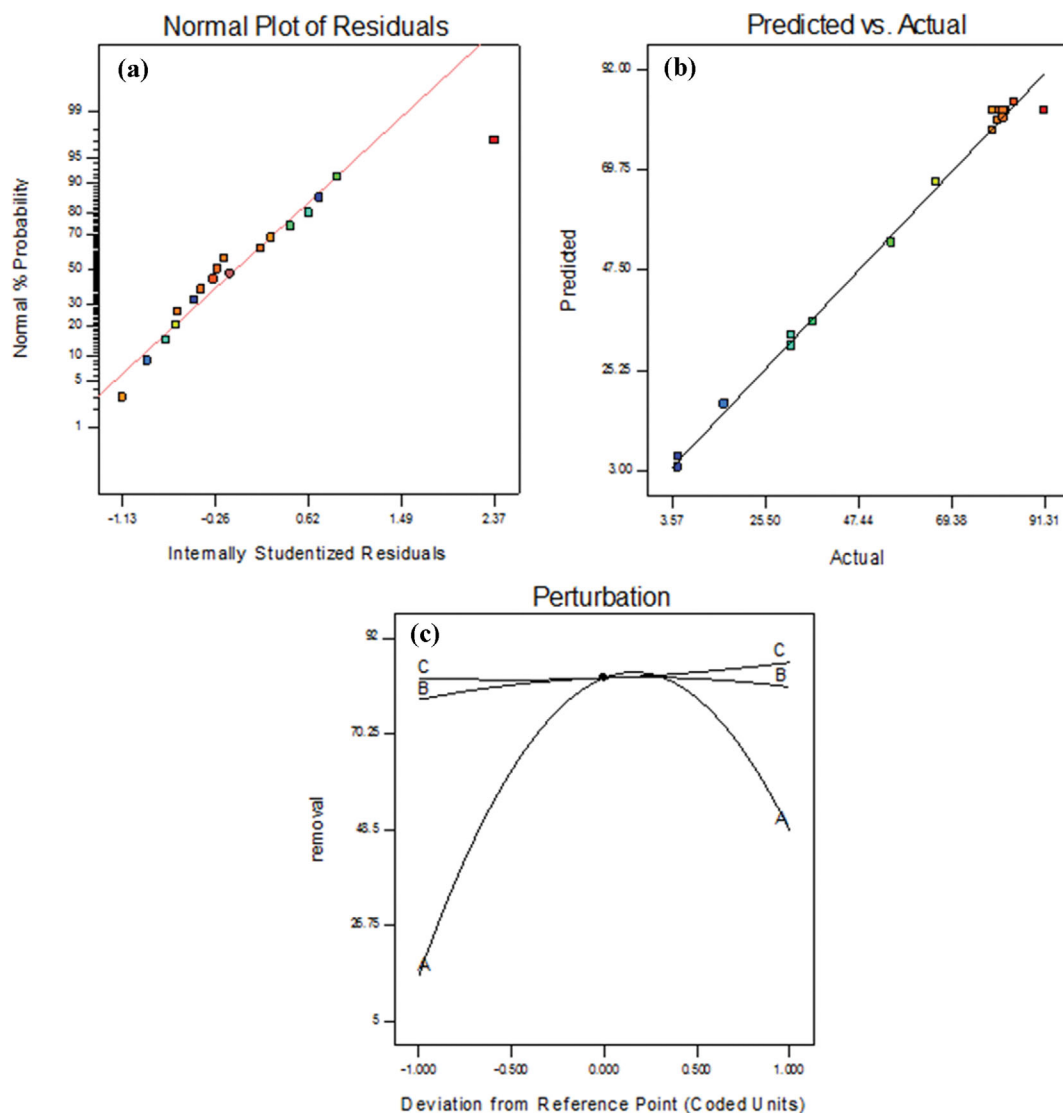 Normal Plot of Residuals
(a)
99
95
90
80
70
50
30
20
10
5
1
Normal % Probability
-1.13
-0.26
0.62
1.49
2.37
Internally Studentized Residuals
Predicted vs. Actual
(b)
92.00
69.75
47.50
25.25
3.00
Predicted
3.57
25.50
47.44
69.38
91.31
Actual
Perturbation
(c)
92
70.25
48.5
26.75
5
removal
C
B
A
C
B
A
-1.000
-0.500
0.000
0.500
1.000
Deviation from Reference Point (Coded Units)